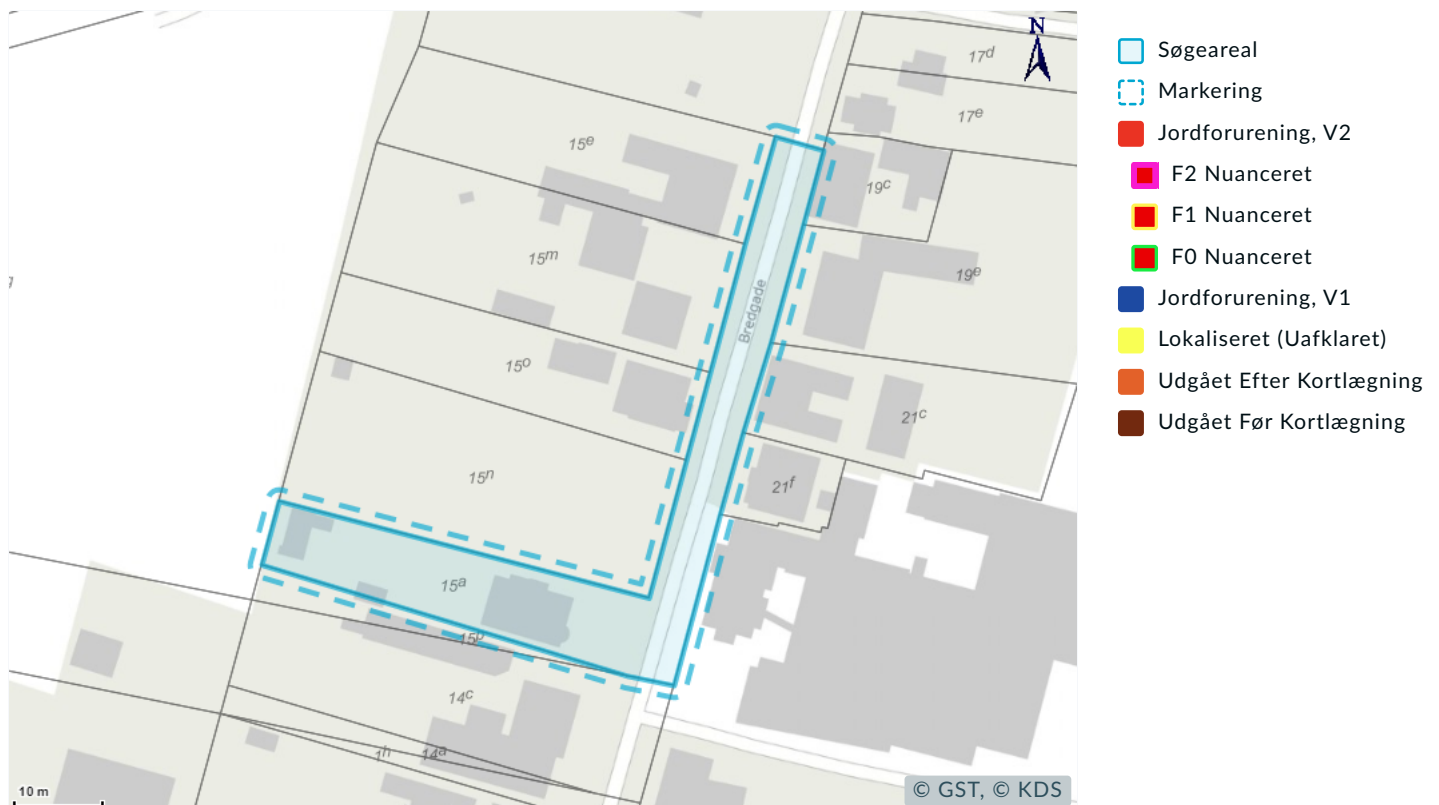 N
17d
17e
15e
19c
15m
19e
Bredgade
15o
21c
15n
21f
15a
15b
14c
1h
14a
10 m
© GST, © KDS
Søgeareal
Markering
Jordforurening, V2
F2 Nuanceret
F1 Nuanceret
F0 Nuanceret
Jordforurening, V1
Lokaliseret (Uafklaret)
Udgået Efter Kortlægning
Udgået Før Kortlægning